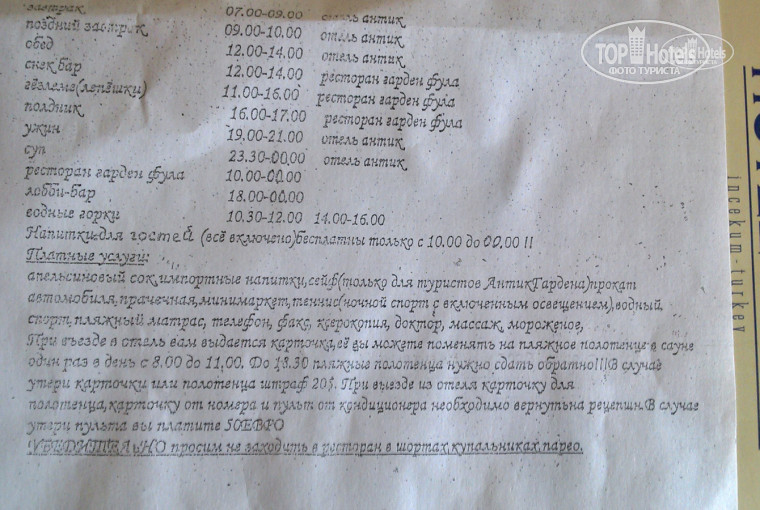 завтрак 07.00-09.00 отель антик
поздний завтрак 09.00-10.00 отель антик
обед 12.00-14.00 отель антик
снек бар 12.00-14.00 ресторан гарден фула
гёзлеме(лепёшки) 11.00-16.00 ресторан гарден фула
полдник 16.00-17.00 ресторан гарден фула
ужин 19.00-21.00 отель антик
суп 23.30-00.00 отель антик
ресторан гарден фула 10.00-00.00
лобби-бар 18.00-00.00
водные горки 10.30-12.00 14.00-16.00
Напитки для гостей (всё включено)бесплатны только с 10.00 до 00.00 !!
Платные услуги:
апельсиновый сок,импортные напитки,сейф(только для туристов АнтикГардена)прокат
автомобиля,прачечная,минимаркет,теннис(ночной спорт с включенным освещением),водный
спорт,пляжный матрас, телефон, факс, ксерокопия, доктор, массаж, мороженое,
При въезде в отель вам выдается карточка,её вы можете поменять на пляжное полотенце в сауне
один раз в день с 8.00 до 11.00. До 18.30 пляжные полотенца нужно сдать обратно!!!В случае
утери карточки или полотенца штраф 20$. При выезде из отеля карточку для
полотенца,карточку от номера и пульт от кондиционера необходимо вернутьна рецепшн.В случае
утери пульта вы платите 50ЕВРО
УБЕДИТЕЛЬНО просим не заходить в ресторан в шортах,купальниках,парео.
TOP Hotels
ФОТО ТУРИСТА
incekum-turkey